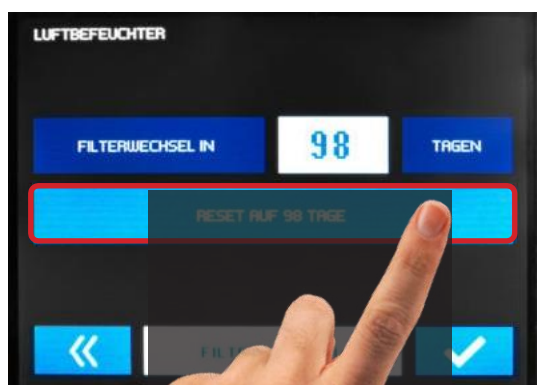 LUFTBEFEUCHTER
FILTERWECHSEL IN 98 TAGEN
RESET AUF 98 TAGE